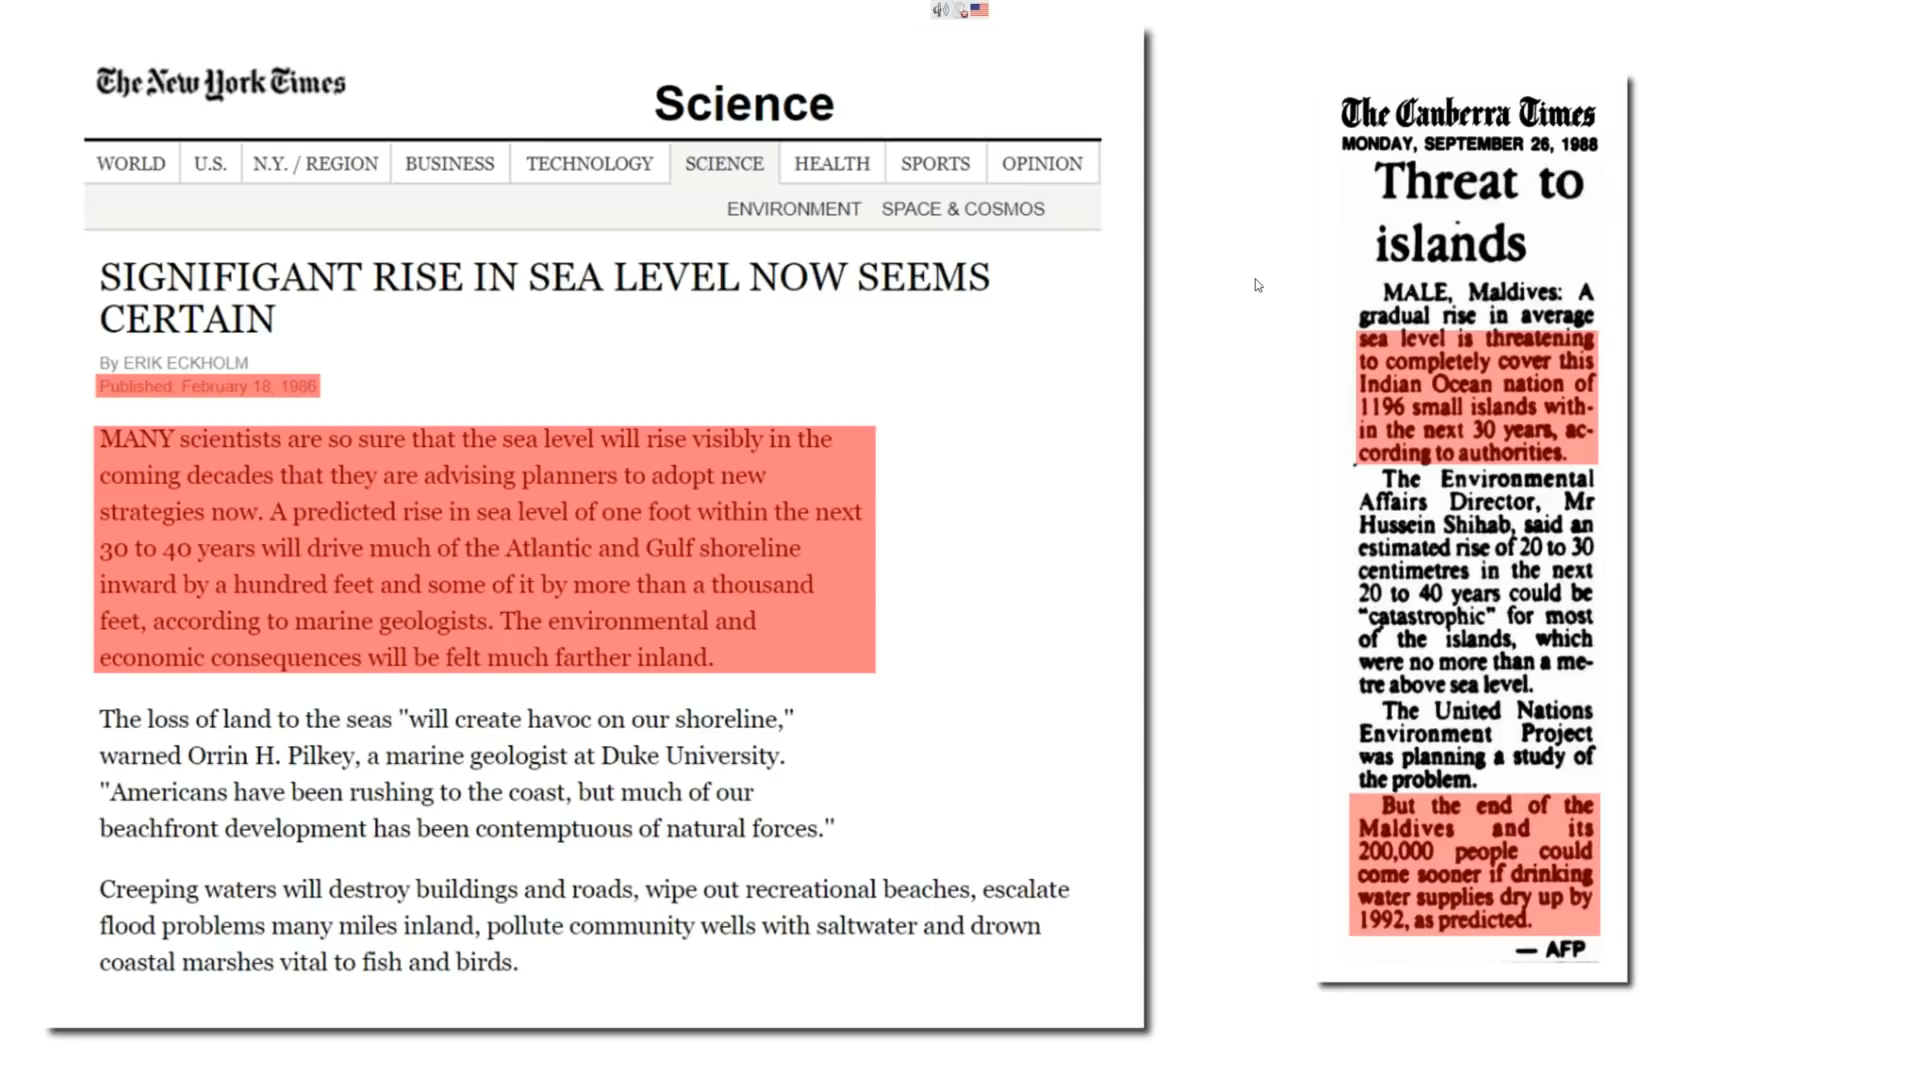 The New York Times
Science
WORLD U.S. N.Y. / REGION BUSINESS TECHNOLOGY SCIENCE HEALTH SPORTS OPINION
ENVIRONMENT SPACE & COSMOS
SIGNIFIGANT RISE IN SEA LEVEL NOW SEEMS
CERTAIN
By ERIK ECKHOLM
Published: February 18, 1986
MANY scientists are so sure that the sea level will rise visibly in the
coming decades that they are advising planners to adopt new
strategies now. A predicted rise in sea level of one foot within the next
30 to 40 years will drive much of the Atlantic and Gulf shoreline
inward by a hundred feet and some of it by more than a thousand
feet, according to marine geologists. The environmental and
economic consequences will be felt much farther inland.
The loss of land to the seas "will create havoc on our shoreline,"
warned Orrin H. Pilkey, a marine geologist at Duke University.
"Americans have been rushing to the coast, but much of our
beachfront development has been contemptuous of natural forces."
Creeping waters will destroy buildings and roads, wipe out recreational beaches, escalate
flood problems many miles inland, pollute community wells with saltwater and drown
coastal marshes vital to fish and birds.
The Canberra Times
MONDAY, SEPTEMBER 26, 1988
Threat to
islands
MALE, Maldives: A
gradual rise in average
sea level is threatening
to completely cover this
Indian Ocean nation of
1196 small islands with-
in the next 30 years, ac-
cording to authorities.
The Environmental
Affairs Director, Mr
Hussein Shihab, said an
estimated rise of 20 to 30
centimetres in the next
20 to 40 years could be
"catastrophic" for most
of the islands, which
were no more than a me-
tre above sea level.
The United Nations
Environment Project
was planning a study of
the problem.
But the end of the
Maldives and its
200,000 people could
come sooner if drinking
water supplies dry up by
1992, as predicted.
— AFP